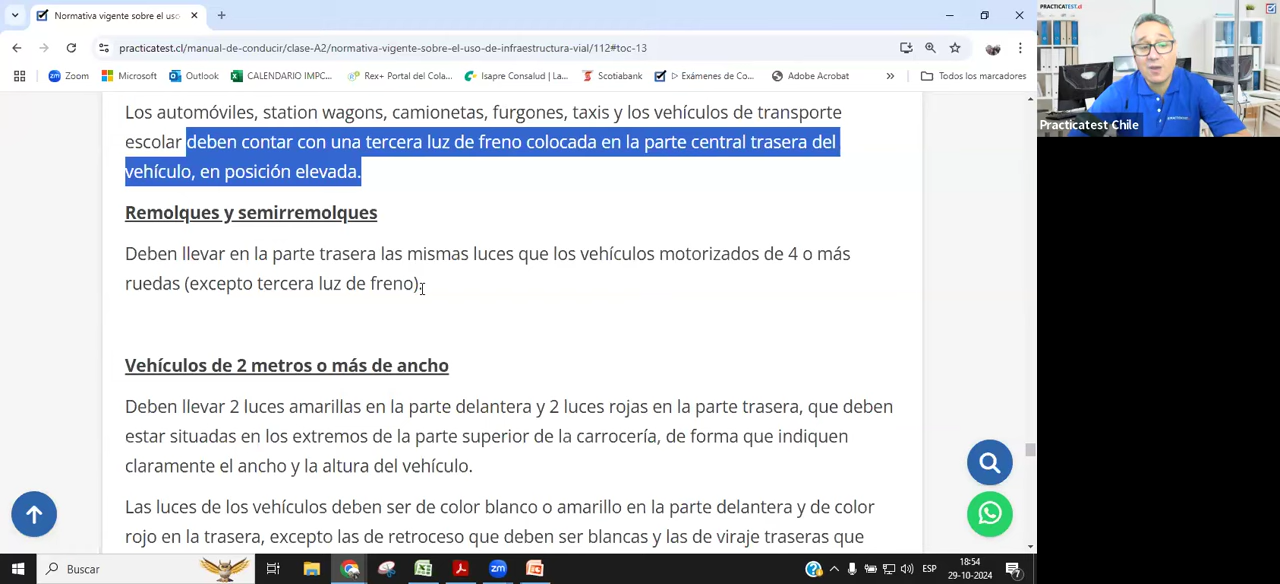 Normativa vigente sobre el uso
practicatest.cl/manual-de-conducir/clase-A2/normativa-vigente-sobre-el-uso-de-infraestructura-vial/112#toc-13
Zoom
Microsoft
Outlook
CALENDARIO IMPC...
Rex+ Portal del Cola...
Isapre Consalud | La...
Scotiabank
Exámenes de Co...
Adobe Acrobat
»
Todos los marcadores
Los automóviles, station wagons, camionetas, furgones, taxis y los vehículos de transporte
escolar deben contar con una tercera luz de freno colocada en la parte central trasera del
vehículo, en posición elevada.
Remolques y semirremolques
Deben llevar en la parte trasera las mismas luces que los vehículos motorizados de 4 o más
ruedas (excepto tercera luz de freno)
Vehículos de 2 metros o más de ancho
Deben llevar 2 luces amarillas en la parte delantera y 2 luces rojas en la parte trasera, que deben
estar situadas en los extremos de la parte superior de la carrocería, de forma que indiquen
claramente el ancho y la altura del vehículo.
Las luces de los vehículos deben ser de color blanco o amarillo en la parte delantera y de color
rojo en la trasera, excepto las de retroceso que deben ser blancas y las de viraje traseras que
PRACTICATEST.CL
Practicatest Chile
Buscar
zm
ESP
18:54
29-10-2024